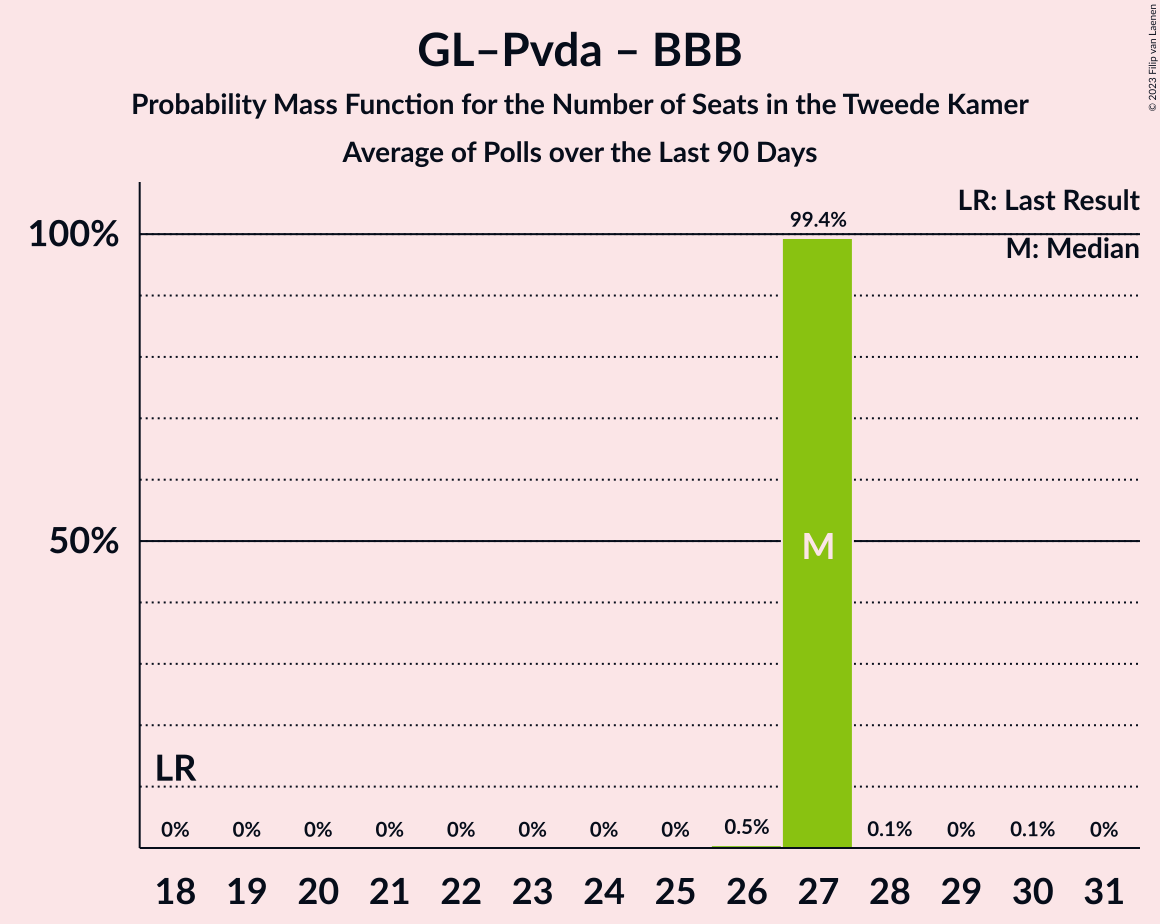 GL–Pvda – BBB
Probability Mass Function for the Number of Seats in the Tweede Kamer
Average of Polls over the Last 90 Days
© 2023 Filip van Laenen
LR: Last Result
M: Median
99.4%
100%
50%
M
LR
0% 0% 0% 0% 0% 0% 0% 0% 0.5% 0.1% 0% 0.1% 0%
18 19 20 21 22 23 24 25 26 27 28 29 30 31